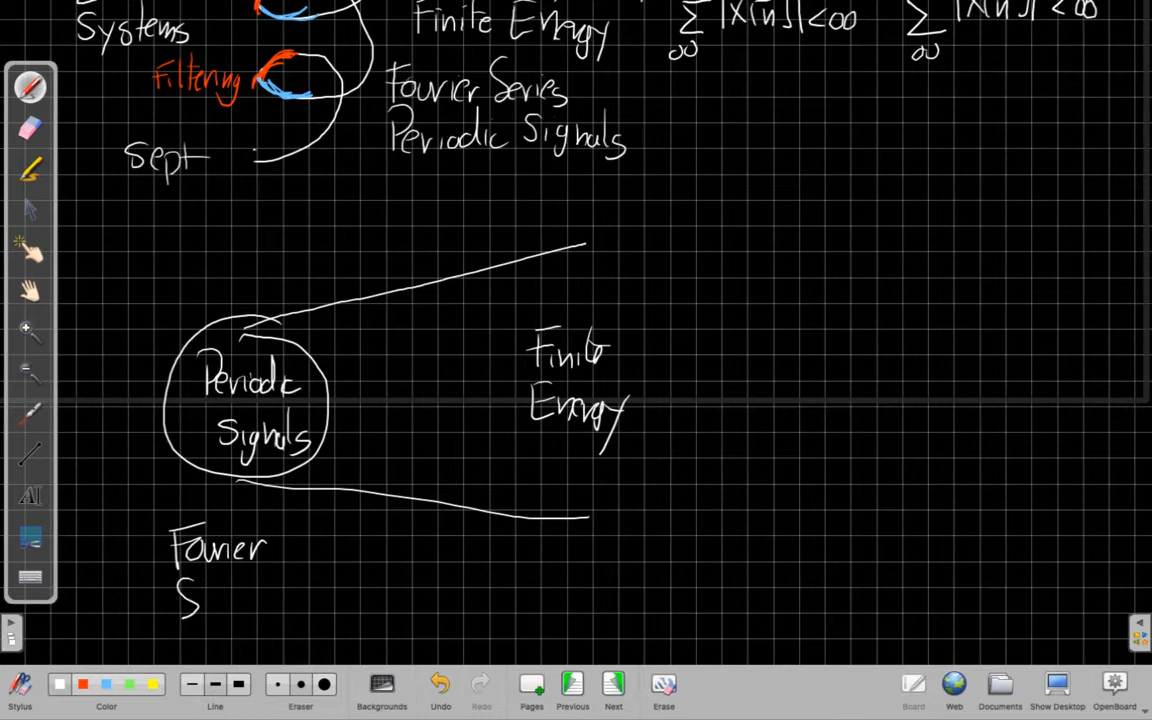 Systems
Finite Energy
∑ |X[n]| < ∞
∑ |X[n]| < ∞
Filtering
Fourier Series
Periodic Signals
Sept
Periodic
Signals
Finite
Energy
Fourier
S
Stylus
Color
Line
Eraser
Backgrounds
Undo
Redo
Pages
Previous
Next
Erase
Board
Web
Documents
Show Desktop
OpenBoard